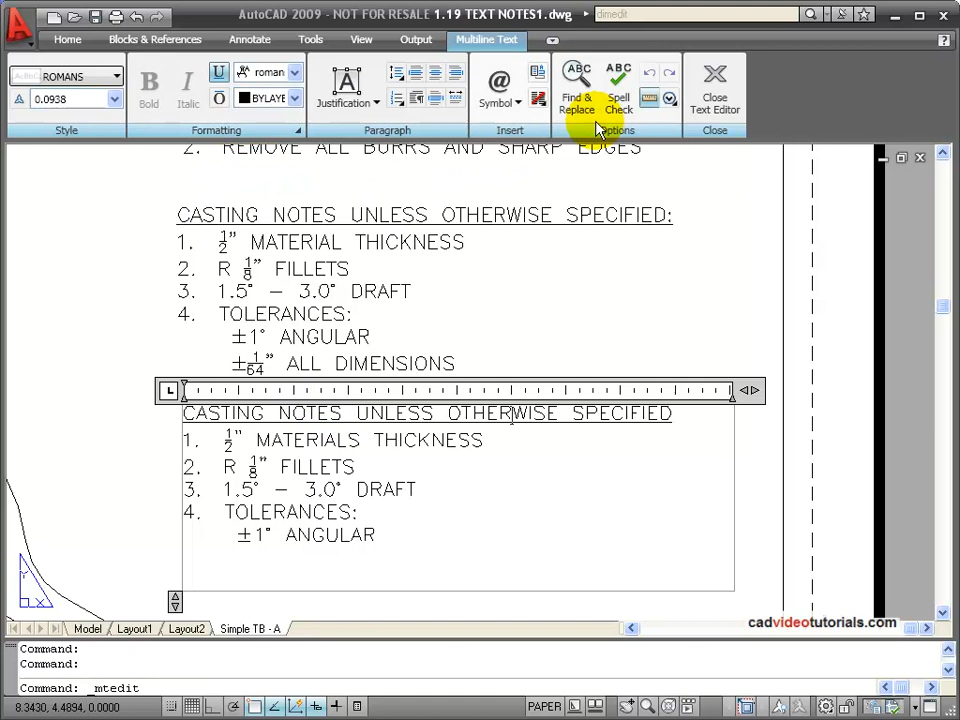 AutoCAD 2009 - NOT FOR RESALE 1.19 TEXT NOTES1.dwg
dimedit
Home Blocks & References Annotate Tools View Output Multiline Text
ROMANS
0.0938
Style
B
Bold
I
Italic
U
O
roman
BYLAYE
Formatting
A
Justification
Paragraph
@
Symbol
Insert
ABC
Find & Replace
ABC
Spell Check
Options
Close Text Editor
Close
2. REMOVE ALL BURRS AND SHARP EDGES
CASTING NOTES UNLESS OTHERWISE SPECIFIED:
1. 1/2" MATERIAL THICKNESS
2. R 1/8" FILLETS
3. 1.5° - 3.0° DRAFT
4. TOLERANCES:
±1° ANGULAR
±1/64" ALL DIMENSIONS
L
CASTING NOTES UNLESS OTHERWISE SPECIFIED
1. 1/2" MATERIALS THICKNESS
2. R 1/8" FILLETS
3. 1.5° - 3.0° DRAFT
4. TOLERANCES:
±1° ANGULAR
Y
X
cadvideotutorials.com
Model Layout1 Layout2 Simple TB - A
Command:
Command:
Command: _mtedit
8.3430, 4.4894, 0.0000
PAPER